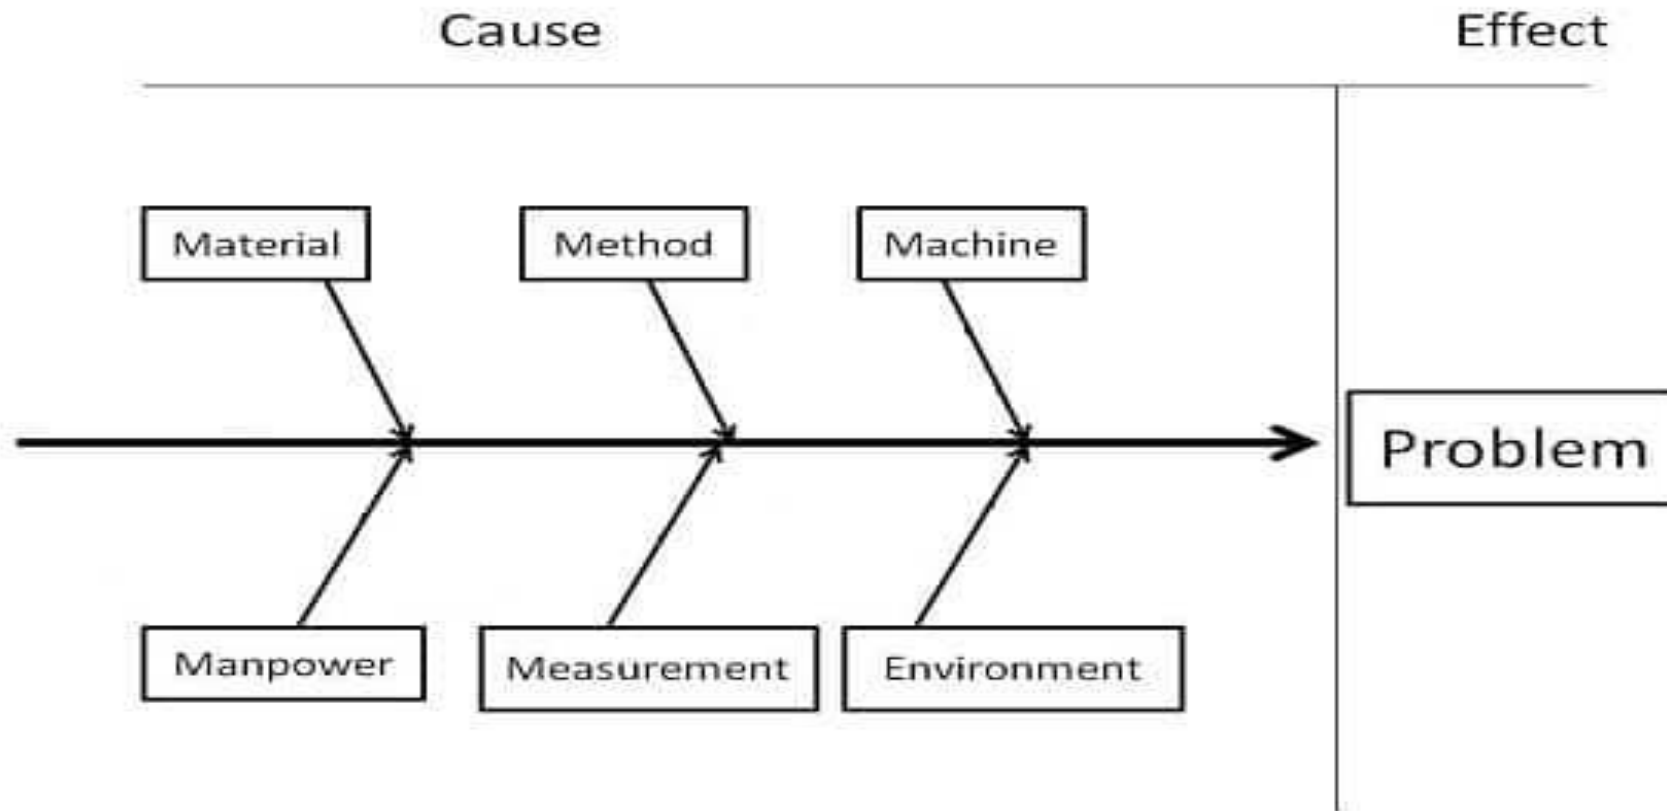 Cause
Effect
Material
Method
Machine
Problem
Manpower
Measurement
Environment